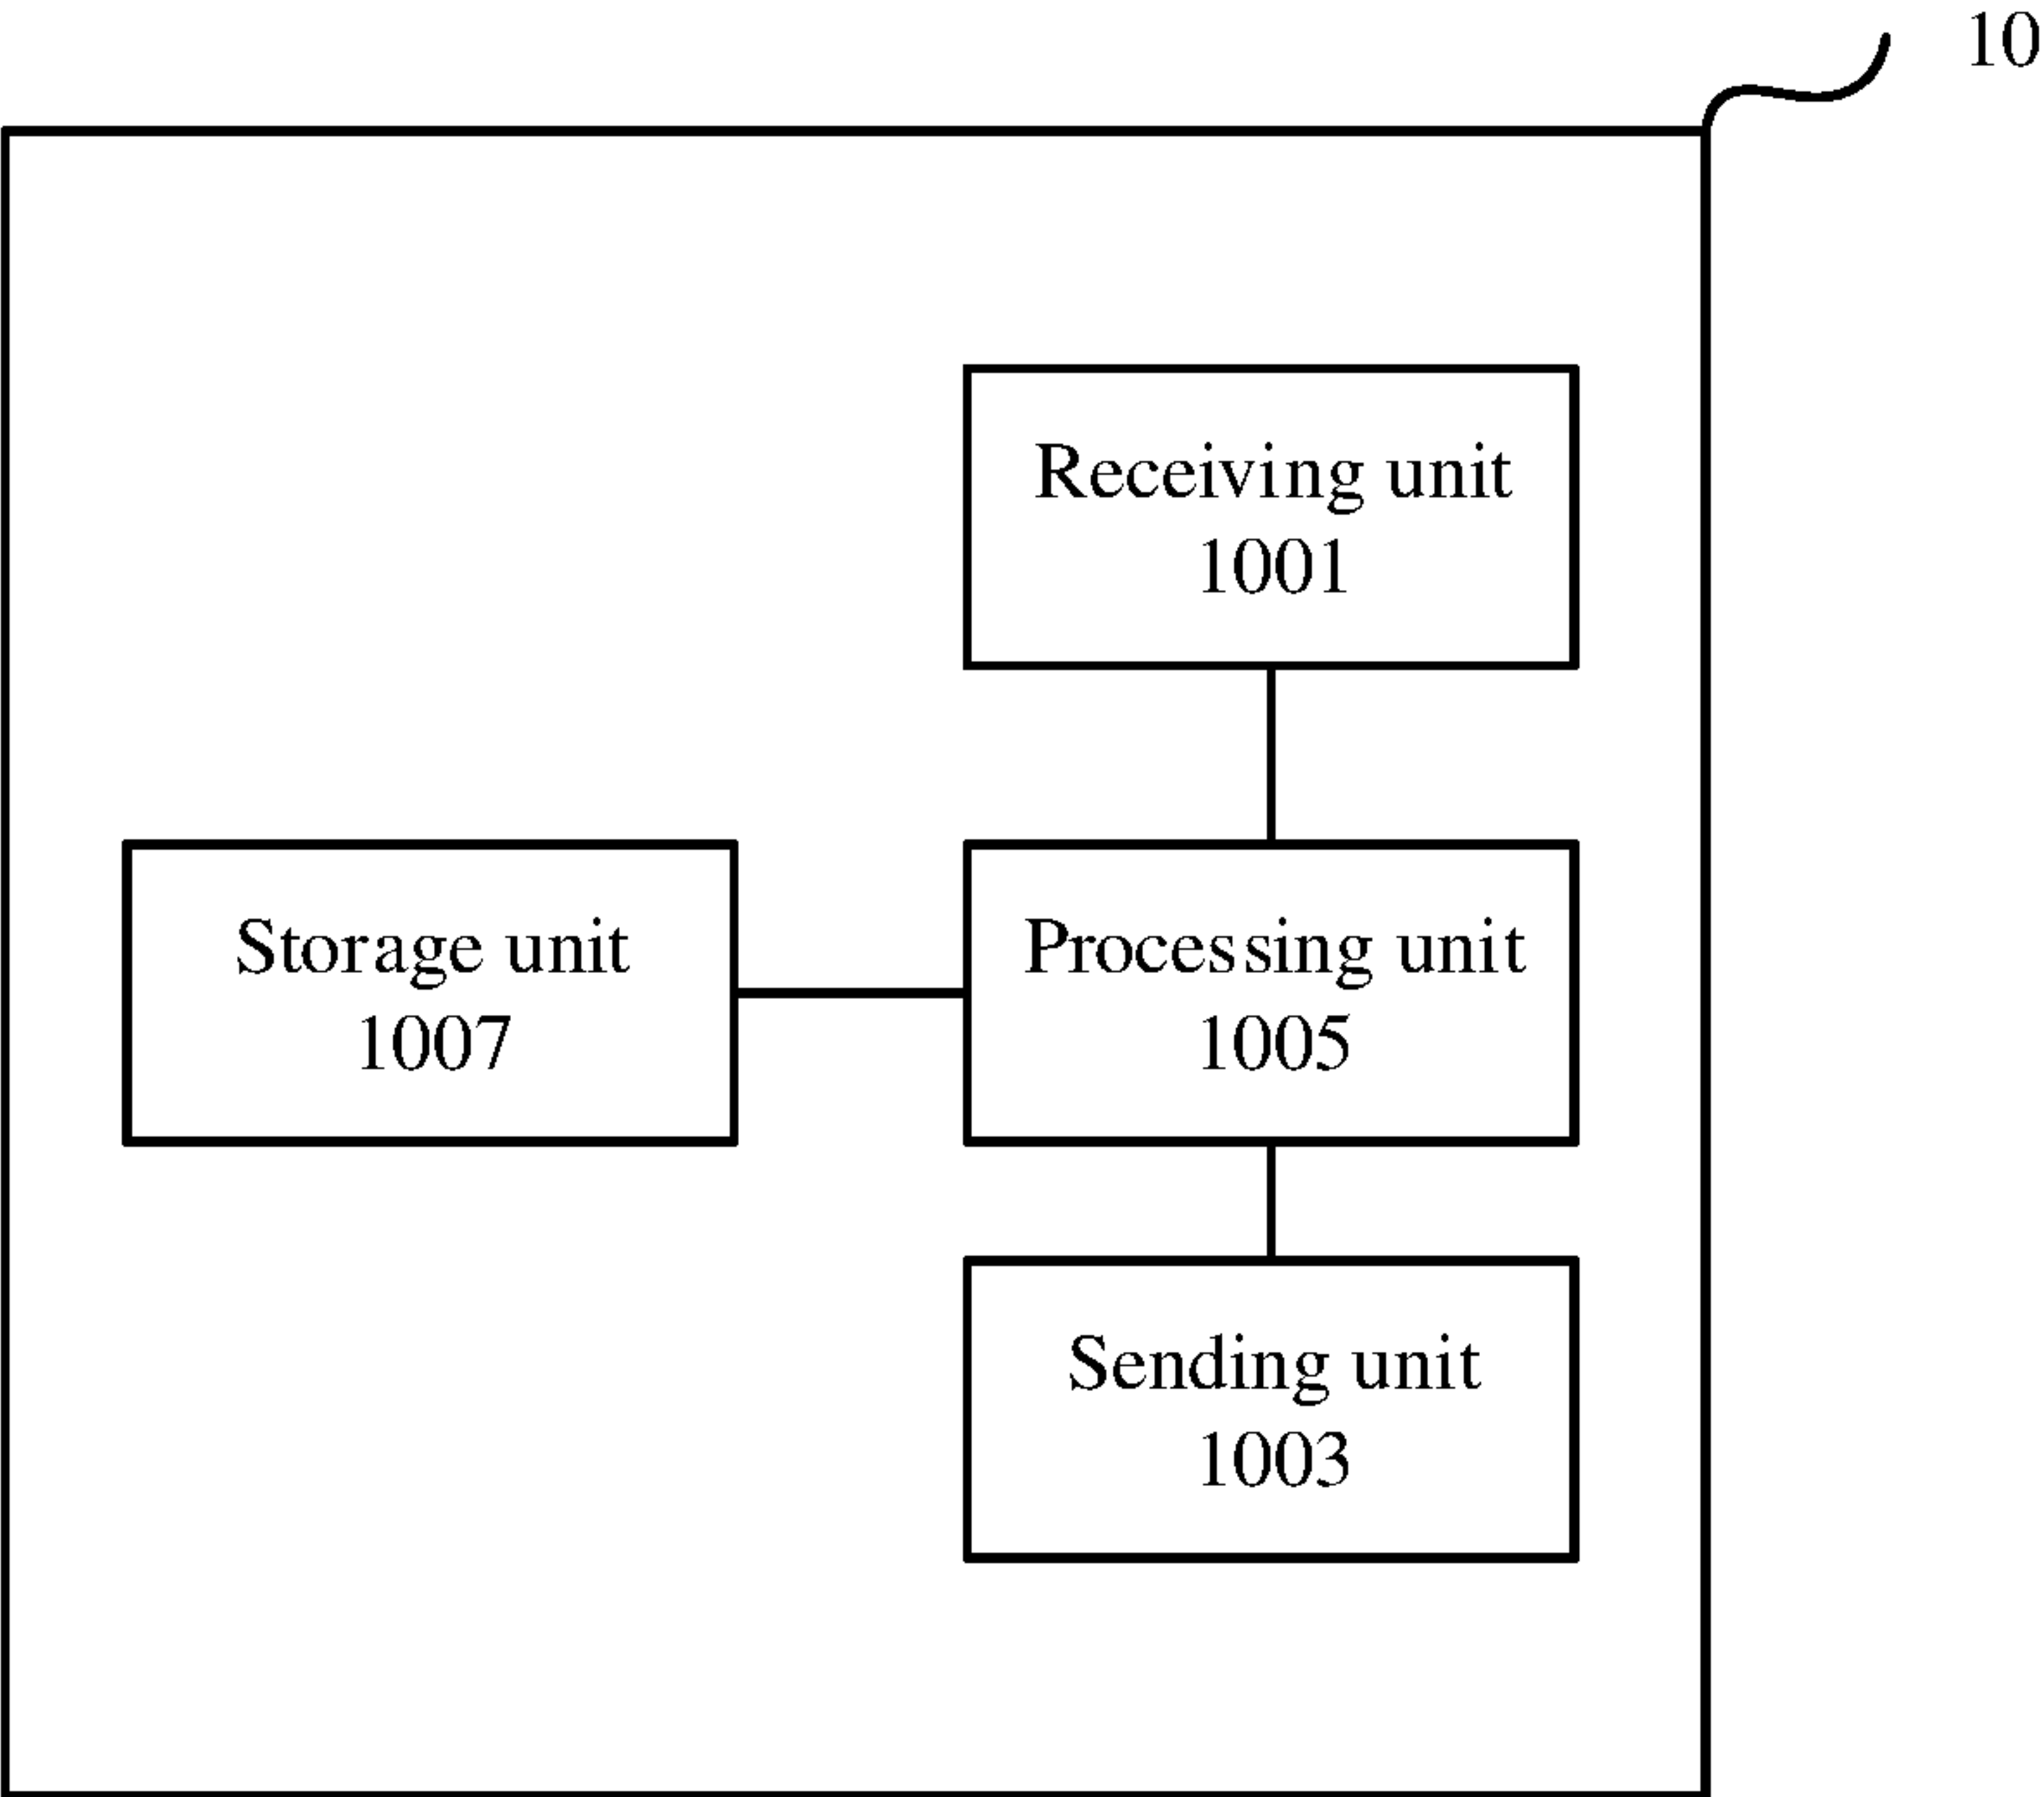 10
Receiving unit
1001
Storage unit
1007
Processing unit
1005
Sending unit
1003